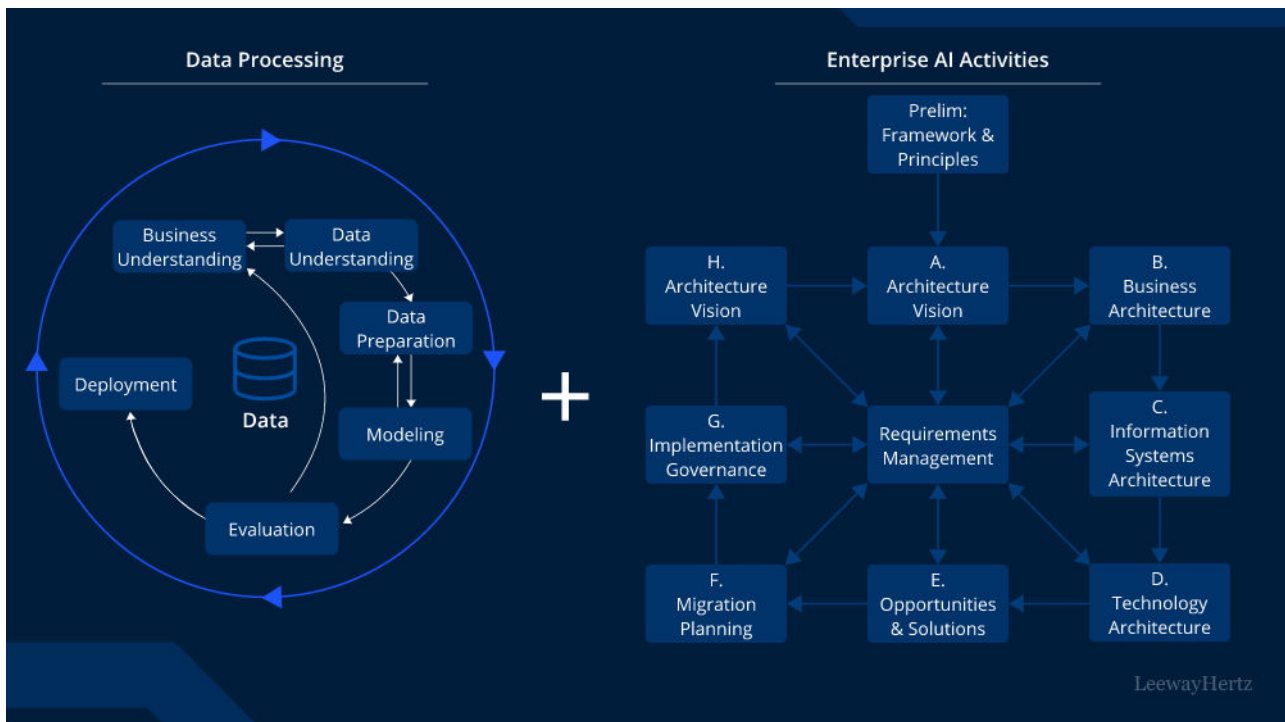 Data Processing
Business
Understanding
Data
Understanding
Data
Preparation
Deployment
Data
Modeling
Evaluation
Enterprise AI Activities
Prelim:
Framework &
Principles
H.
Architecture
Vision
A.
Architecture
Vision
B.
Business
Architecture
G.
Implementation
Governance
Requirements
Management
C.
Information
Systems
Architecture
F.
Migration
Planning
E.
Opportunities
& Solutions
D.
Technology
Architecture
LeewayHertz